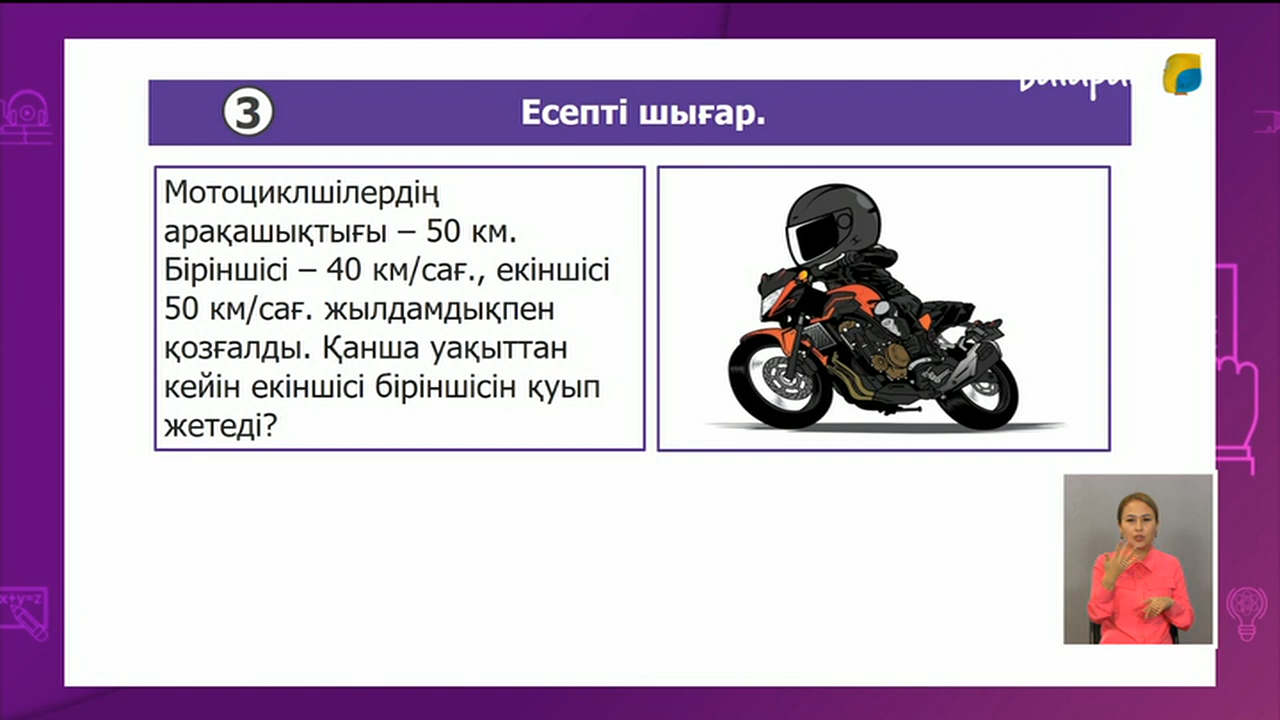 3
Есепті шығар.
Мотоциклшілердің
арақашықтығы – 50 км.
Біріншісі – 40 км/сағ., екіншісі
50 км/сағ. жылдамдықпен
қозғалды. Қанша уақыттан
кейін екіншісі біріншісін қуып
жетеді?
x+y=z